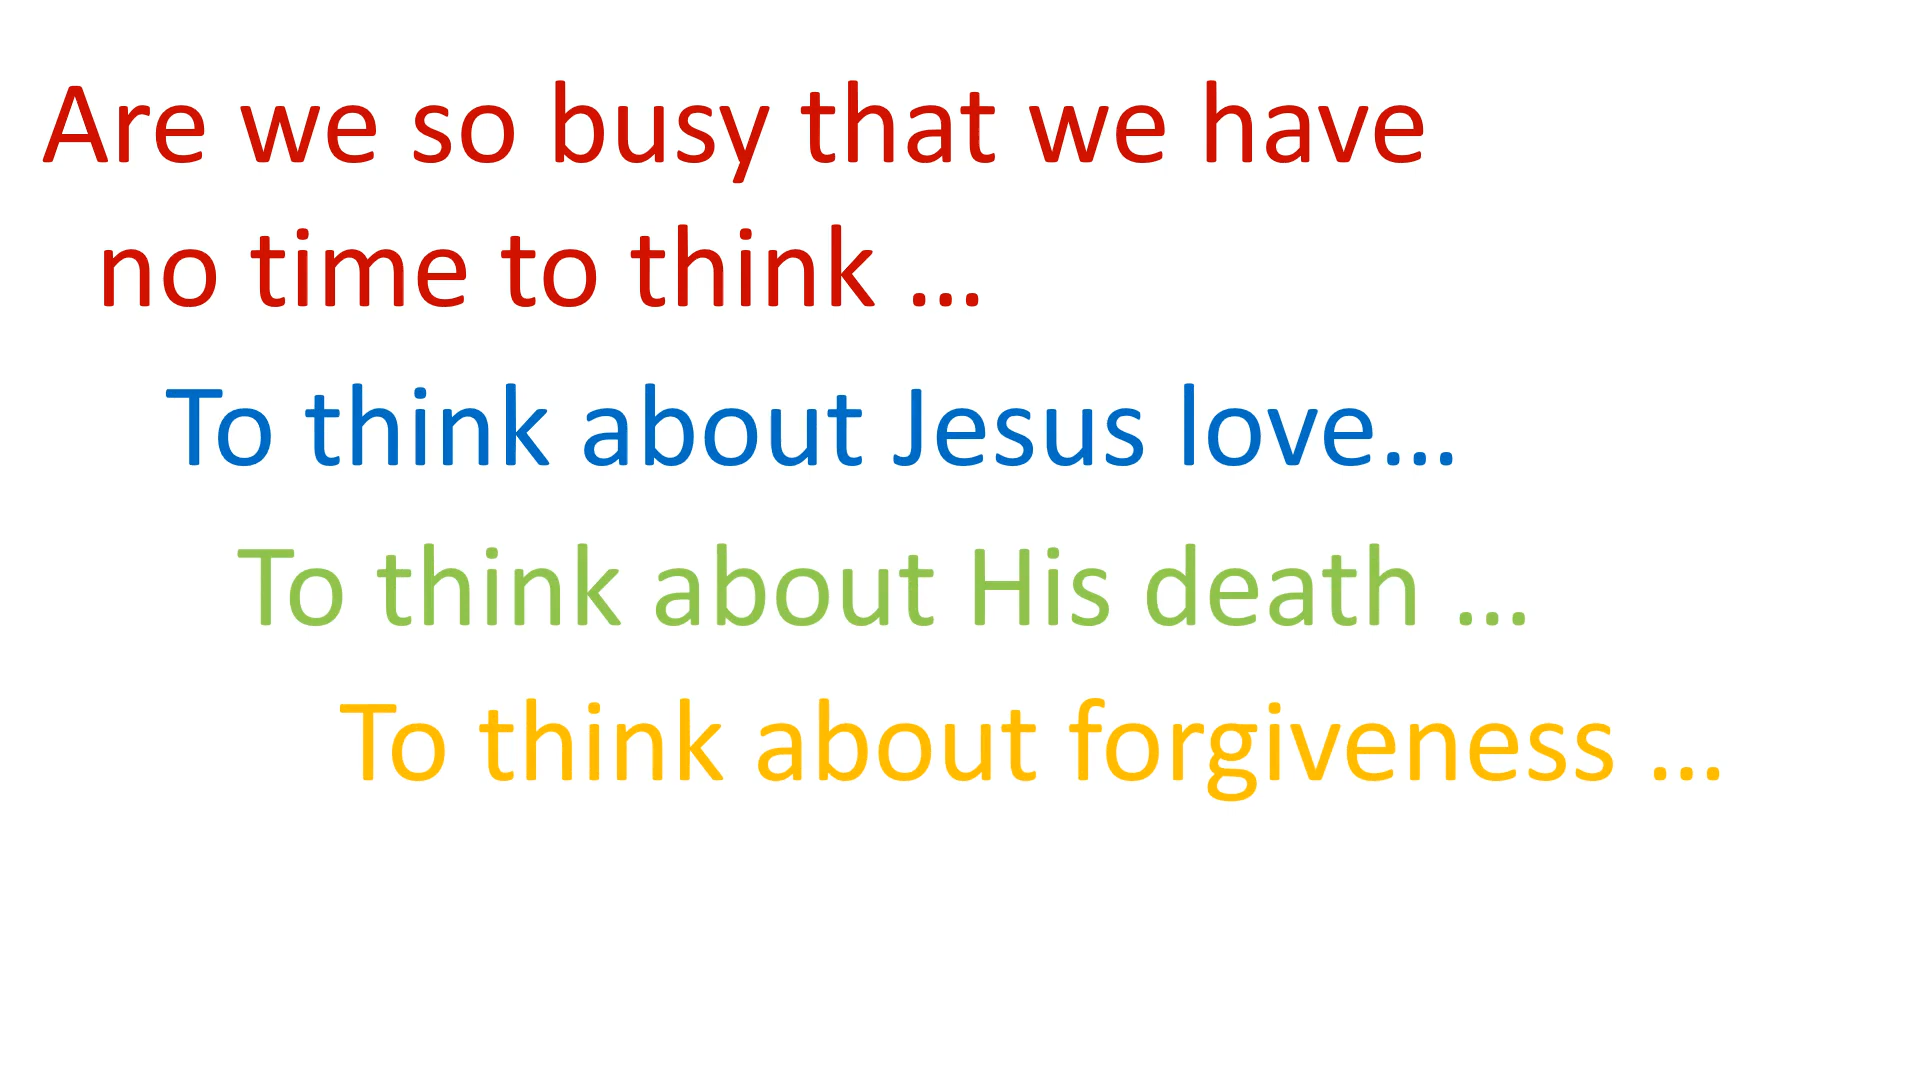 Are we so busy that we have
no time to think ...
To think about Jesus love...
To think about His death ...
To think about forgiveness ...